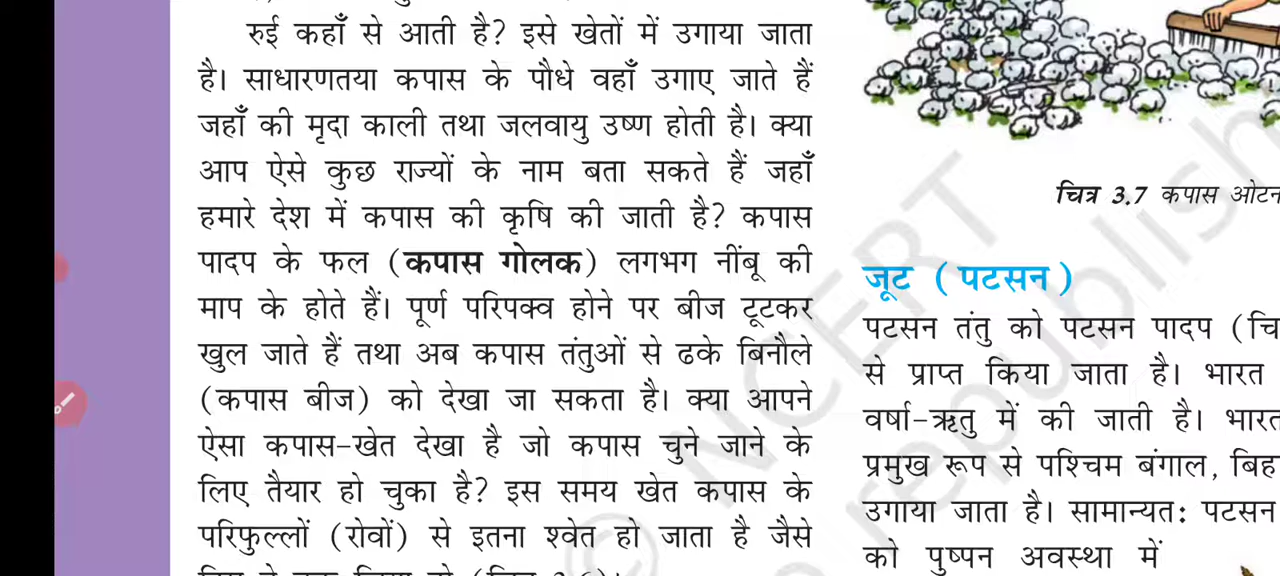 रुई कहाँ से आती है? इसे खेतों में उगाया जाता
है। साधारणतया कपास के पौधे वहाँ उगाए जाते हैं
जहाँ की मृदा काली तथा जलवायु उष्ण होती है। क्या
आप ऐसे कुछ राज्यों के नाम बता सकते हैं जहाँ
हमारे देश में कपास की कृषि की जाती है? कपास
पादप के फल (कपास गोलक) लगभग नींबू की
माप के होते हैं। पूर्ण परिपक्व होने पर बीज टूटकर
खुल जाते हैं तथा अब कपास तंतुओं से ढके बिनौले
(कपास बीज) को देखा जा सकता है। क्या आपने
ऐसा कपास-खेत देखा है जो कपास चुने जाने के
लिए तैयार हो चुका है? इस समय खेत कपास के
परिफुल्लों (रोवों) से इतना श्वेत हो जाता है जैसे
चित्र 3.7 कपास ओटन
जूट (पटसन)
पटसन तंतु को पटसन पादप
से प्राप्त किया जाता है। भारत
वर्षा-ऋतु में की जाती है। भारत
प्रमुख रूप से पश्चिम बंगाल, बिह
उगाया जाता है। सामान्यतः पटसन
को पुष्पन अवस्था में
© NCERT
republish